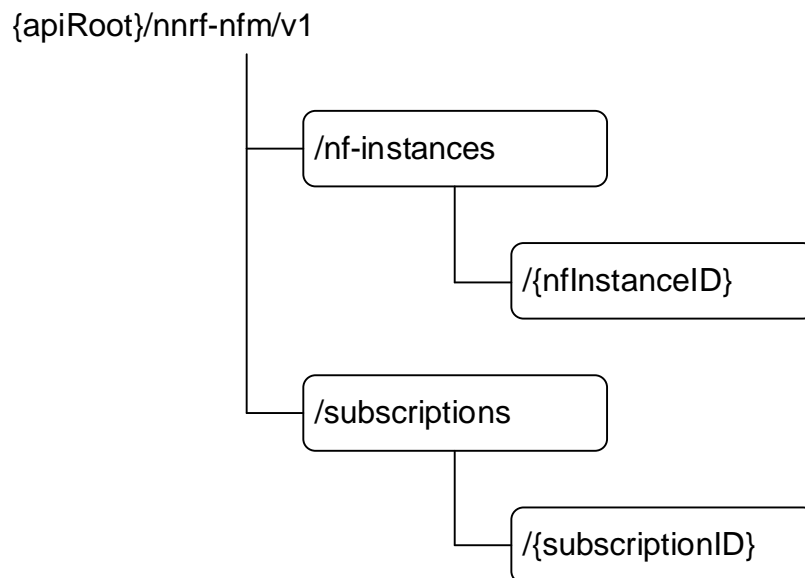 {apiRoot}/nnrf-nfm/v1
/nf-instances
/{nfInstanceID}
/subscriptions
/{subscriptionID}